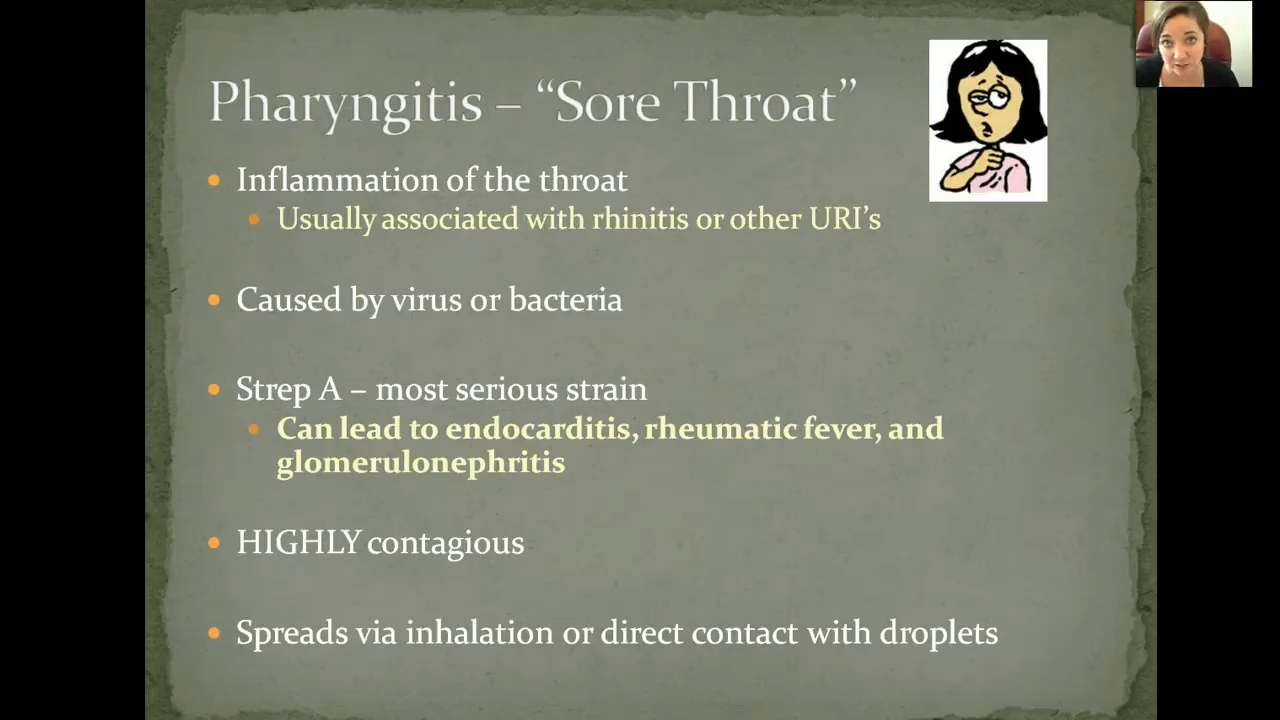 Pharyngitis – “Sore Throat”
Inflammation of the throat
Usually associated with rhinitis or other URI’s
Caused by virus or bacteria
Strep A – most serious strain
Can lead to endocarditis, rheumatic fever, and
glomerulonephritis
HIGHLY contagious
Spreads via inhalation or direct contact with droplets